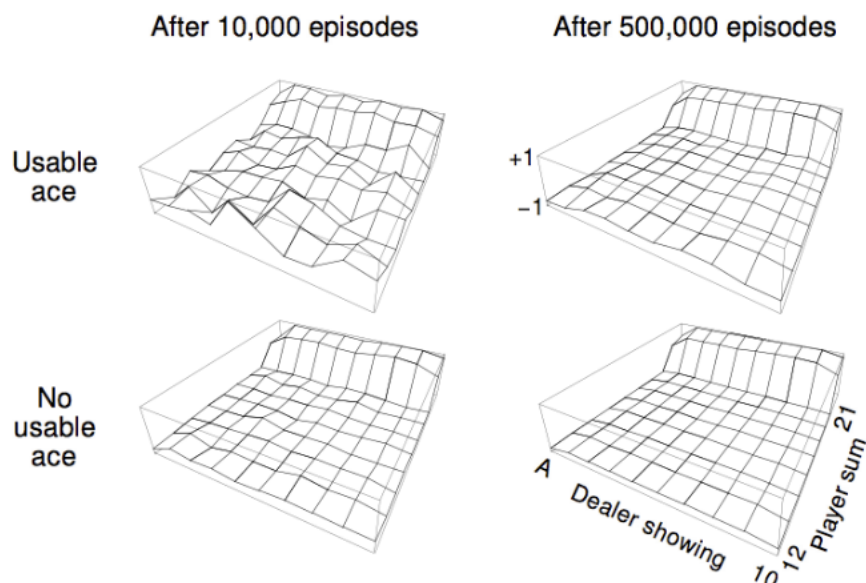 After 10,000 episodes
After 500,000 episodes
Usable
ace
+1
−1
No
usable
ace
A
Dealer showing
10
12
Player sum
21